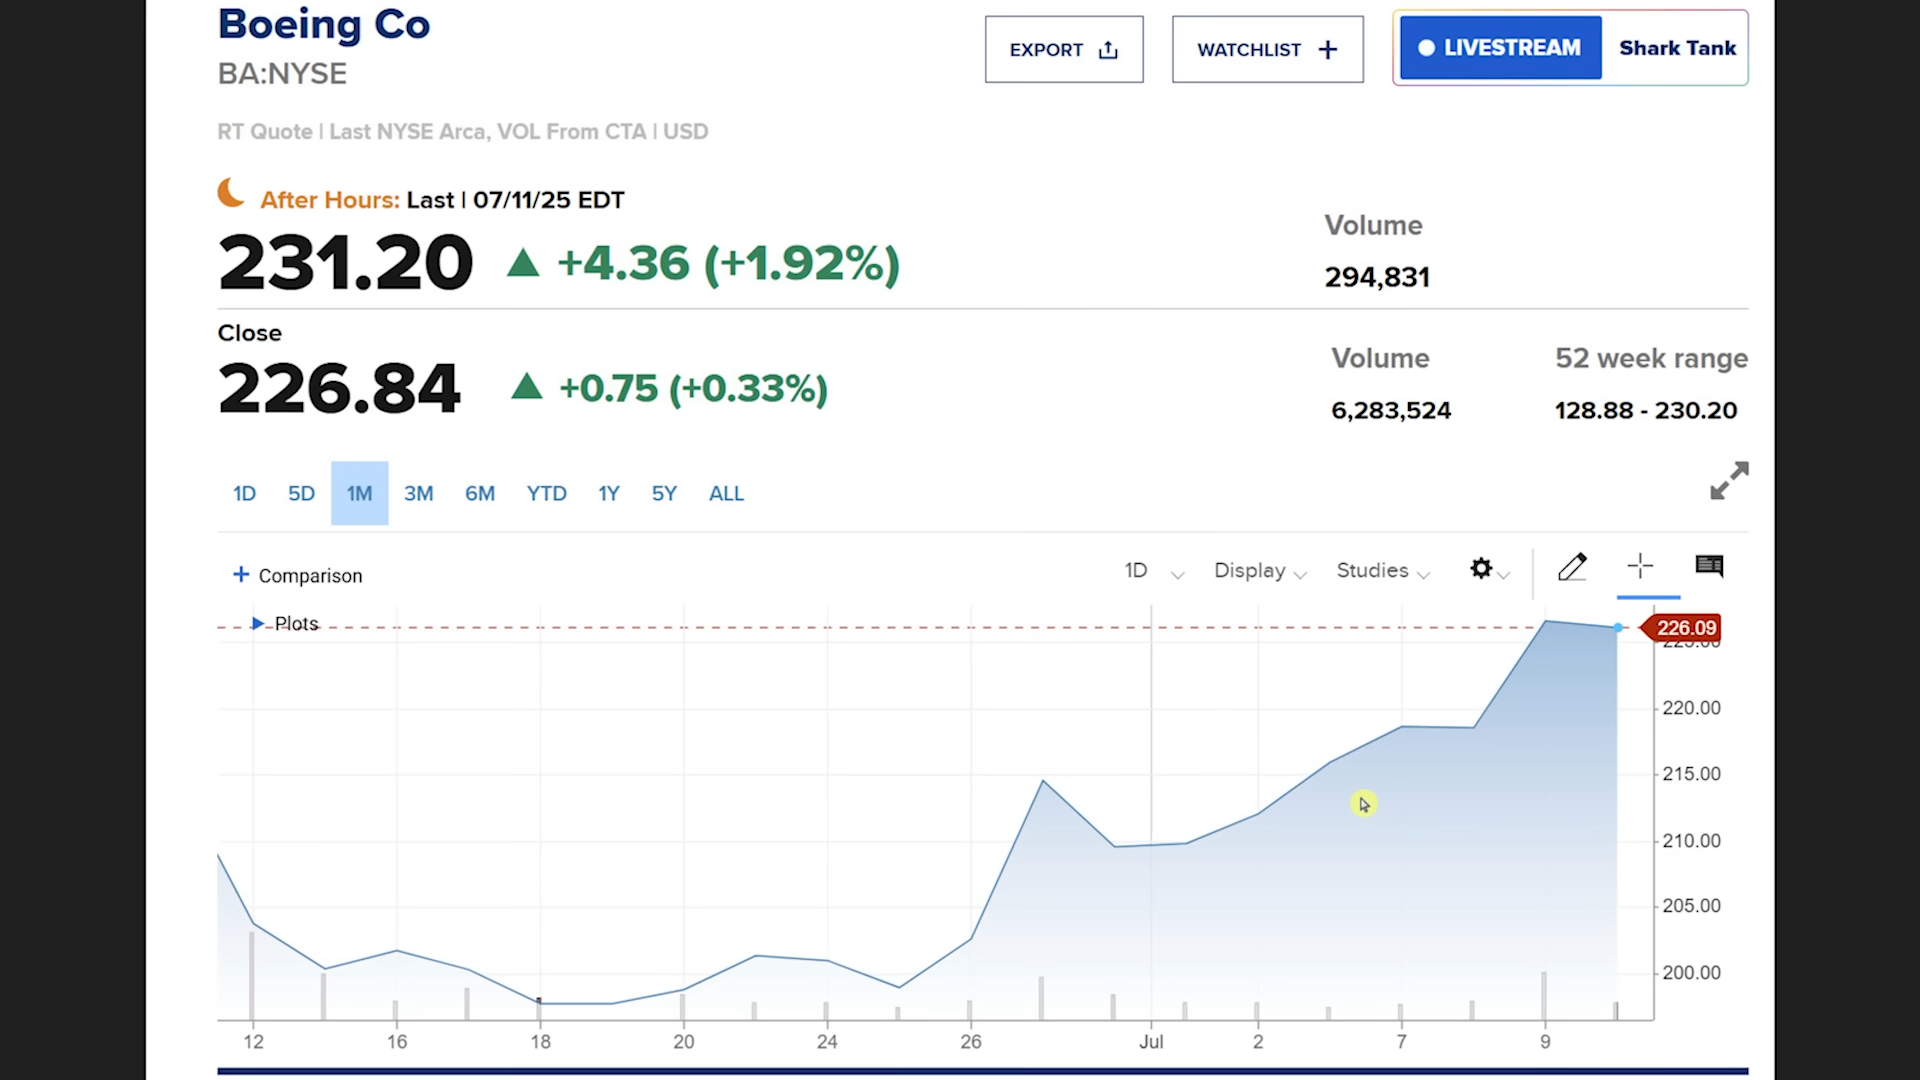 Boeing Co
BA:NYSE
EXPORT
WATCHLIST +
LIVESTREAM
Shark Tank
RT Quote | Last NYSE Arca, VOL From CTA | USD
After Hours: Last | 07/11/25 EDT
231.20 +4.36 (+1.92%)
Volume
294,831
Close
226.84 +0.75 (+0.33%)
Volume
6,283,524
52 week range
128.88 - 230.20
1D 5D 1M 3M 6M YTD 1Y 5Y ALL
+ Comparison
1D Display Studies
Plots
226.09
220.00
215.00
210.00
205.00
200.00
12 16 18 20 24 26 Jul 2 7 9